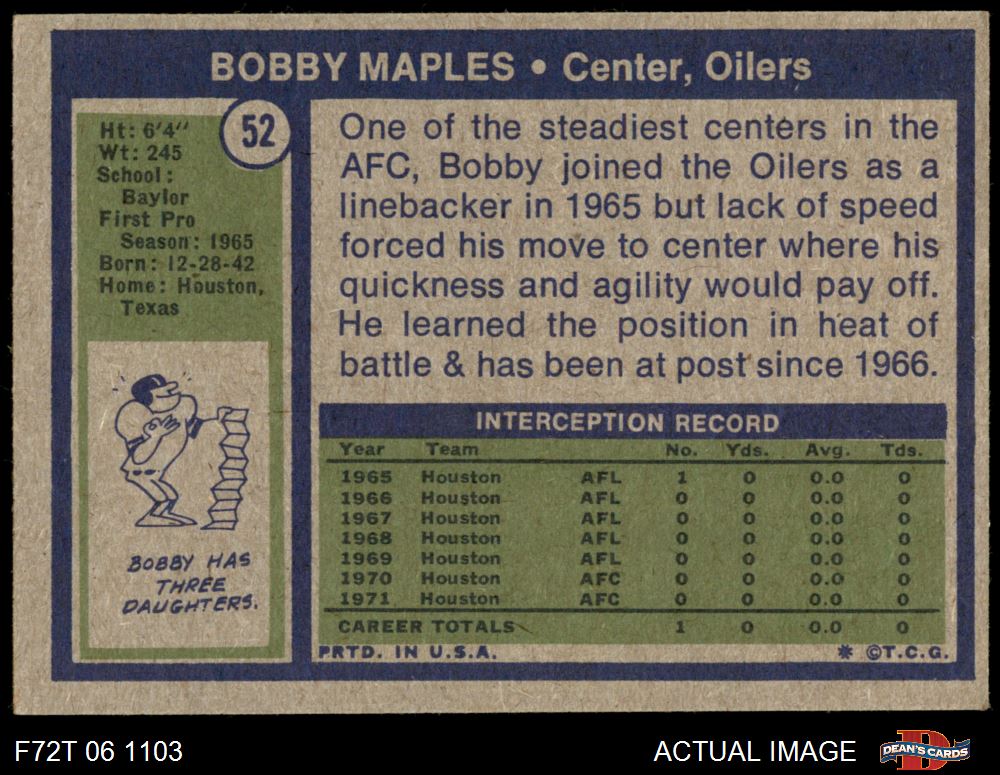 BOBBY MAPLES • Center, Oilers
52
Ht: 6'4"
Wt: 245
School:
Baylor
First Pro
Season: 1965
Born: 12-28-42
Home: Houston,
Texas
BOBBY HAS
THREE
DAUGHTERS.
One of the steadiest centers in the
AFC, Bobby joined the Oilers as a
linebacker in 1965 but lack of speed
forced his move to center where his
quickness and agility would pay off.
He learned the position in heat of
battle & has been at post since 1966.
INTERCEPTION RECORD
Year Team No. Yds. Avg. Tds.
1965 Houston AFL 1 0 0.0 0
1966 Houston AFL 0 0 0.0 0
1967 Houston AFL 0 0 0.0 0
1968 Houston AFL 0 0 0.0 0
1969 Houston AFL 0 0 0.0 0
1970 Houston AFC 0 0 0.0 0
1971 Houston AFC 0 0 0.0 0
CAREER TOTALS 1 0 0.0 0
PRTD. IN U.S.A. * ©T.C.G.
F72T 06 1103 ACTUAL IMAGE DEAN'S CARDS